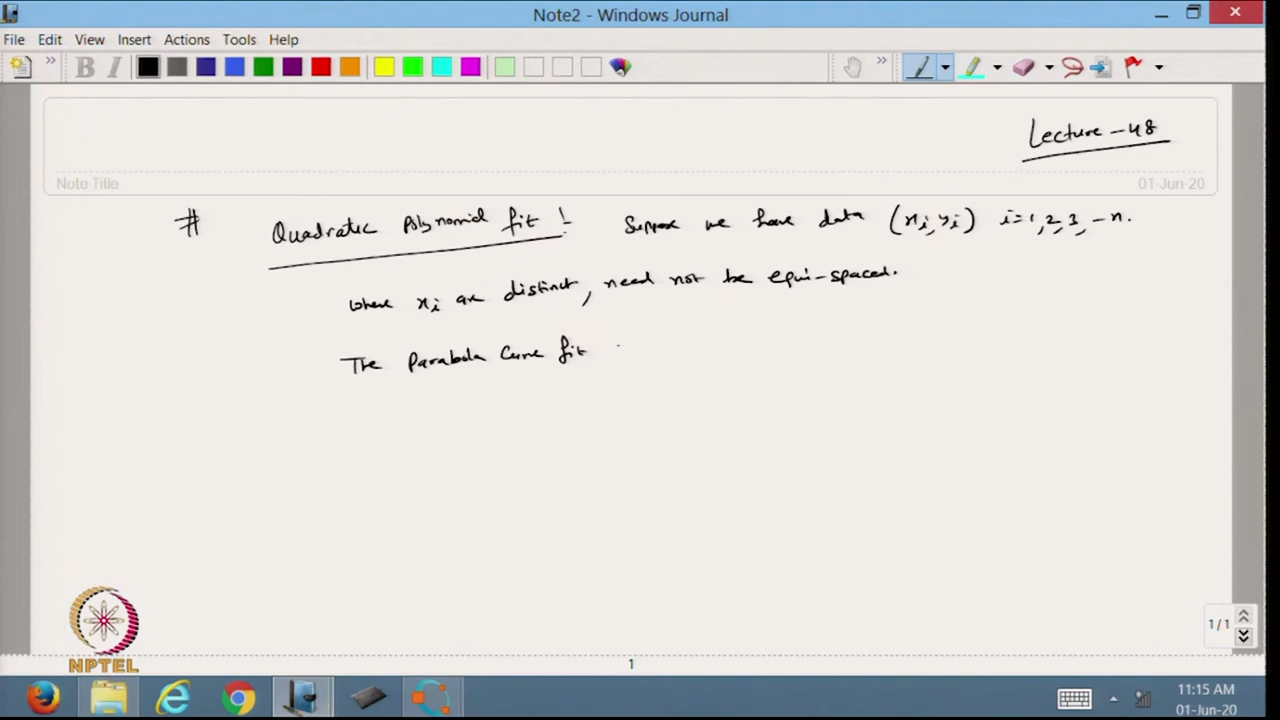 Note2 - Windows Journal
File Edit View Insert Actions Tools Help
Lecture - 48
Note Title
01-Jun-20
# Quadratic Polynomial fit! Suppose we have data (xi, yi) i=1,2,3,-n.
where xi are distinct, need not be equi-spaced.
The Parabola Curve fit
1/1
NPTEL
1
11:15 AM
01-Jun-20